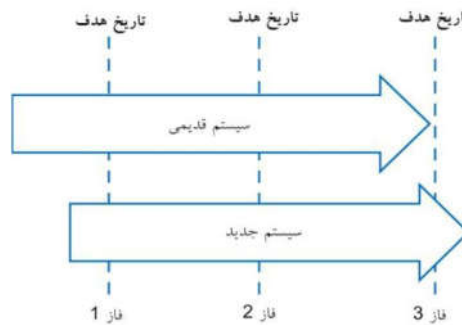 تاریخ هدف
تاریخ هدف
تاریخ هدف
سیستم قدیمی
سیستم جدید
فاز 1
فاز 2
فاز 3